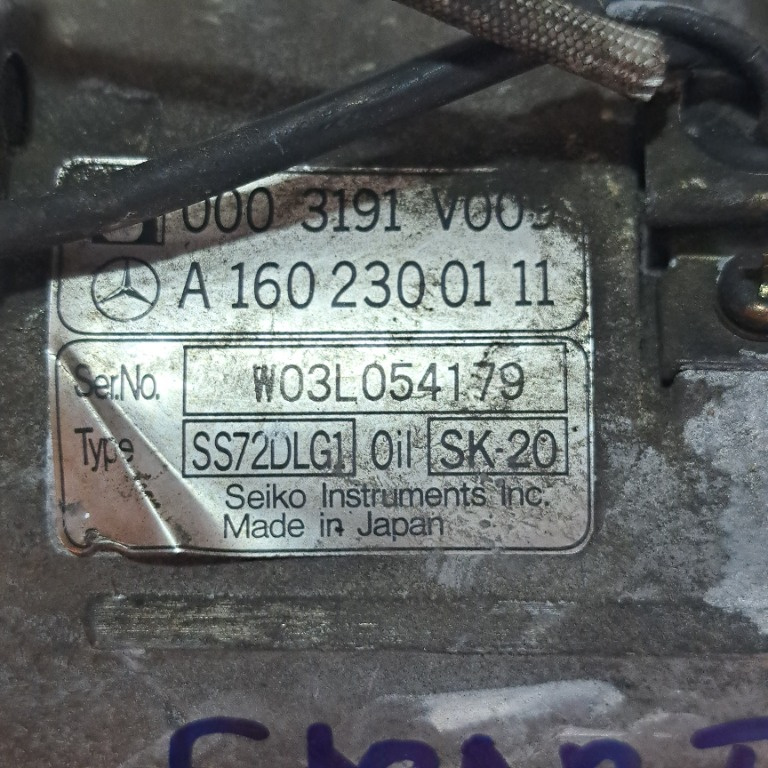 000 3191 V009
A 160 230 01 11
Ser.No. W03L054179
Type SS72DLG1 Oil SK-20
Seiko Instruments Inc.
Made in Japan